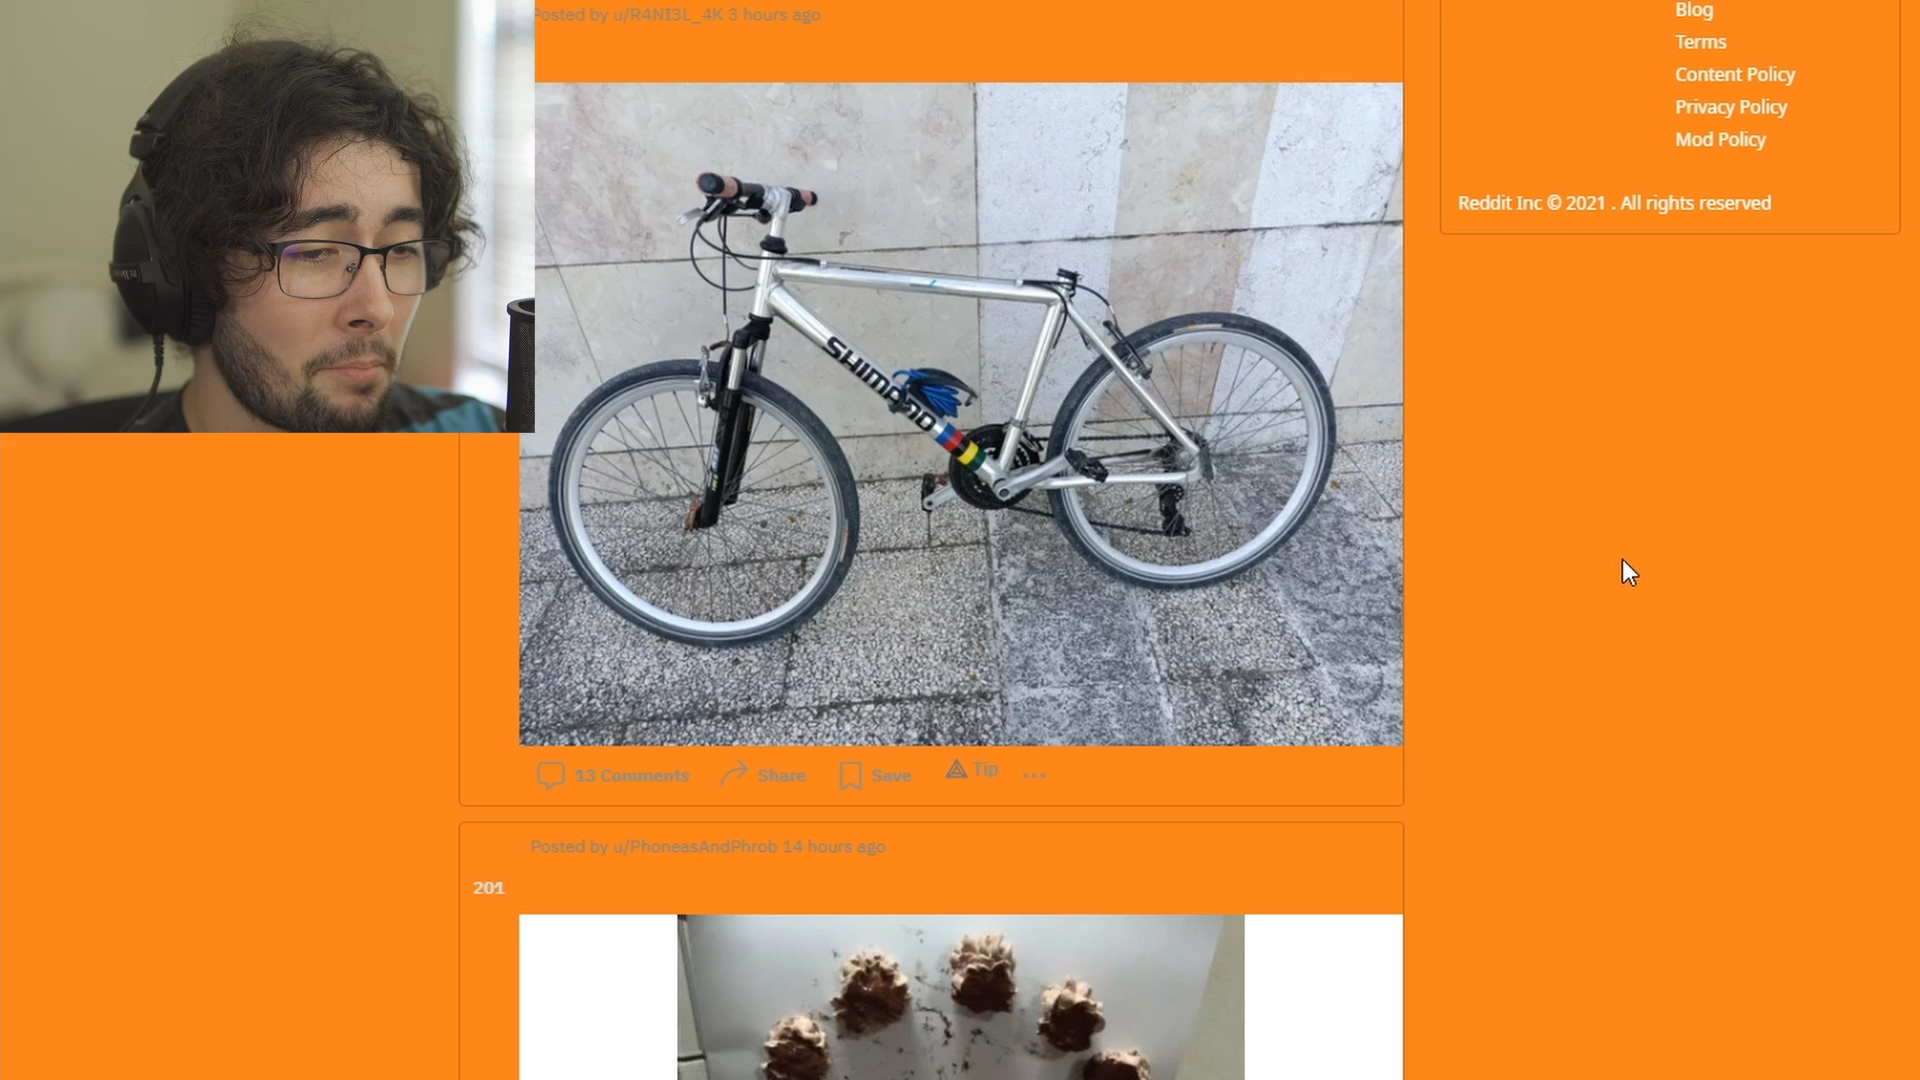 Posted by u/R4NI3L_4K 3 hours ago
SHIMANO
13 Comments
Share
Save
Tip
Posted by u/PhoneasAndPhrob 14 hours ago
201
Blog
Terms
Content Policy
Privacy Policy
Mod Policy
Reddit Inc © 2021 . All rights reserved